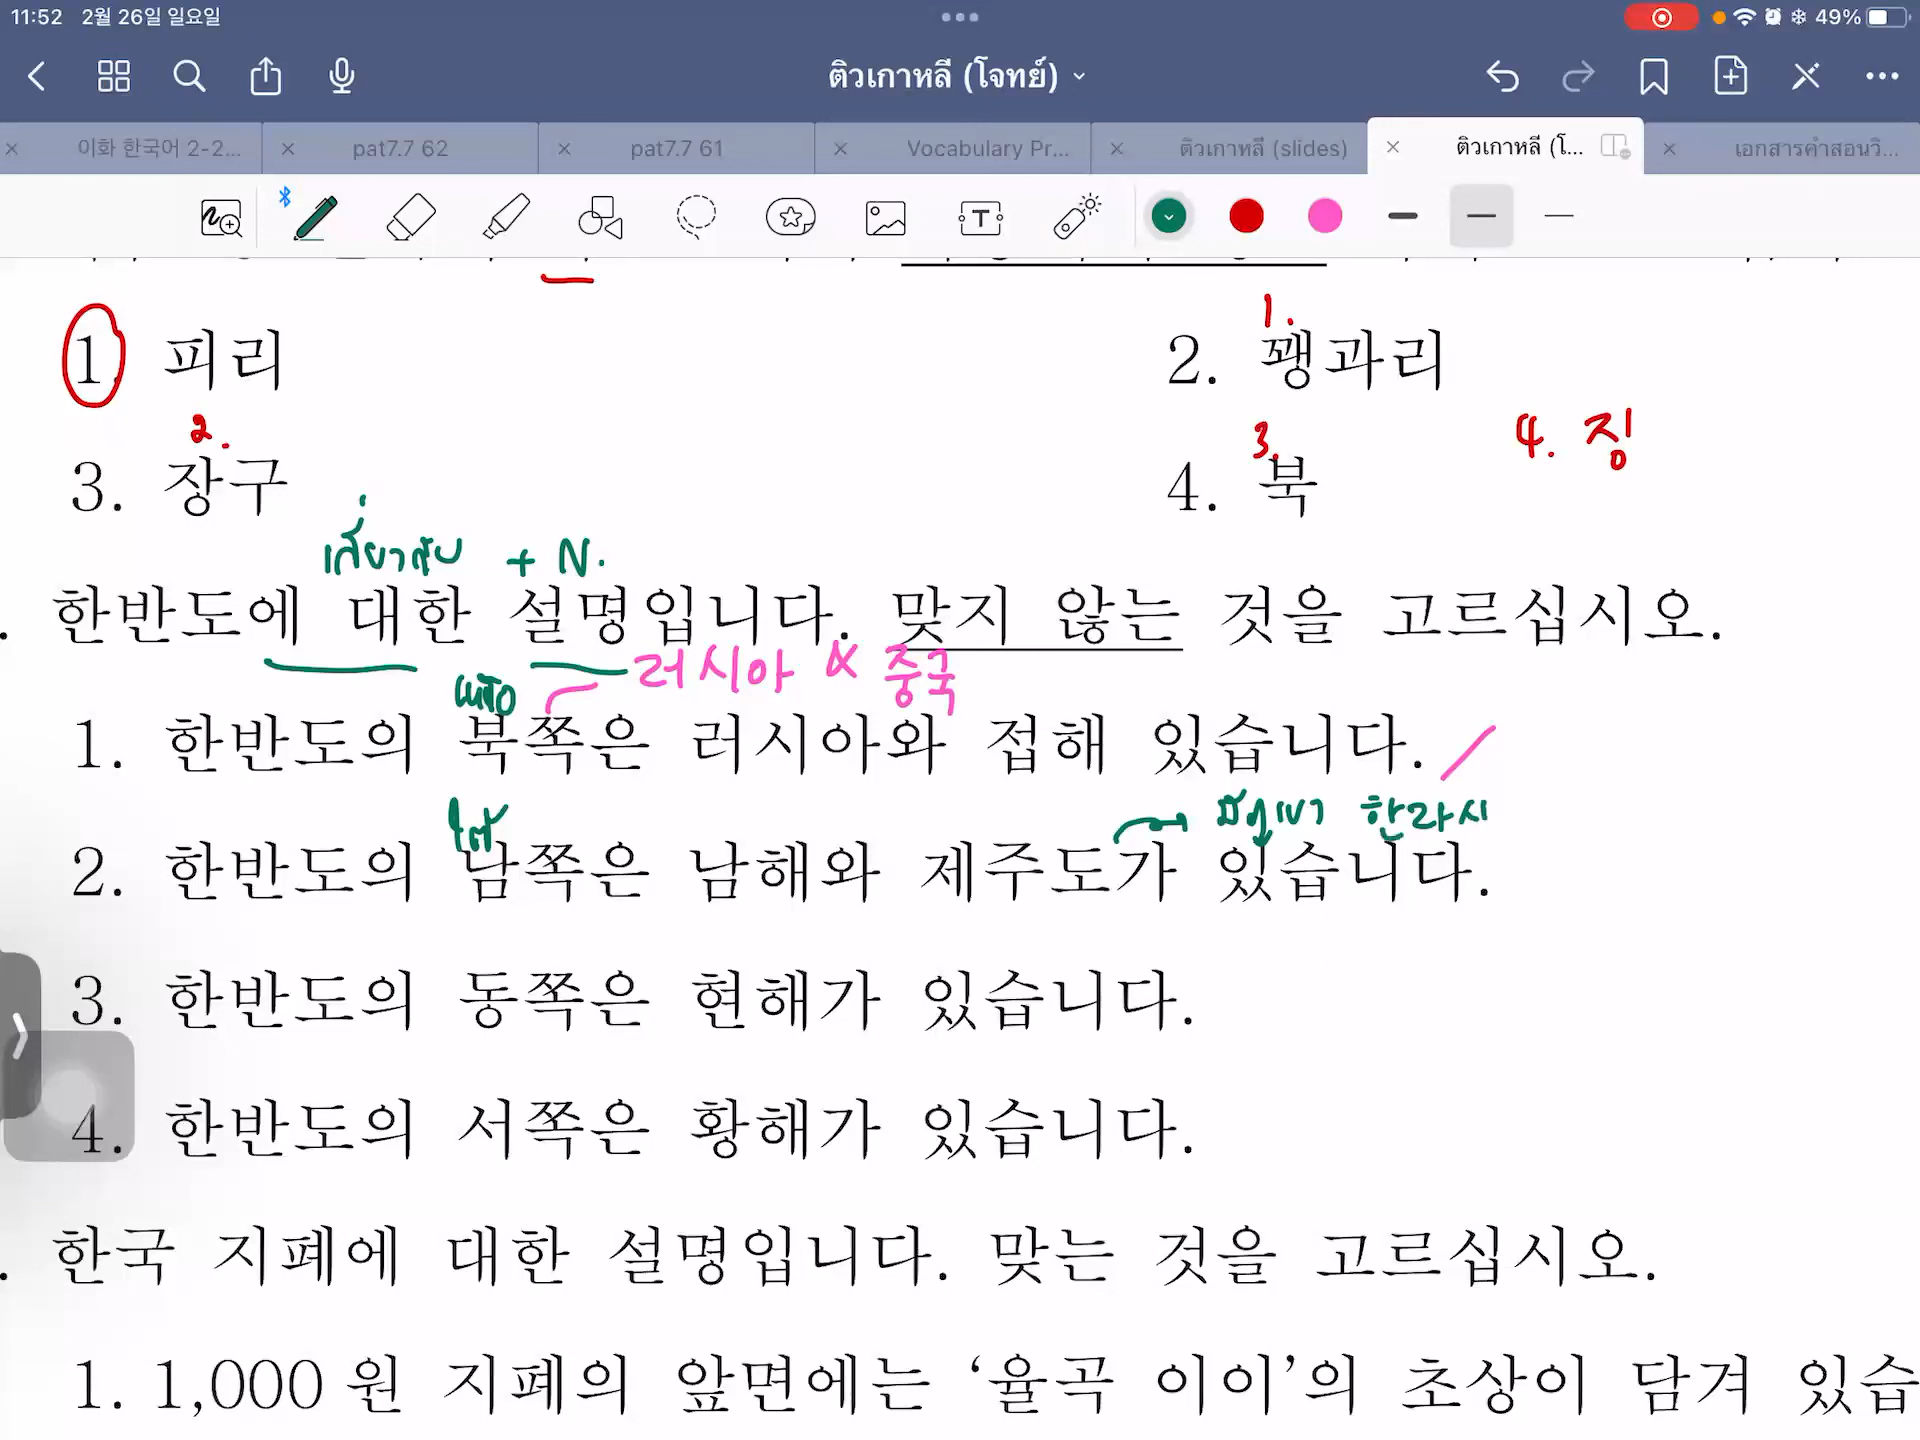 11:52 2월 26일 일요일 49%
ติวเกาหลี (โจทย์)
이화 한국어 2-2... pat7.7 62 pat7.7 61 Vocabulary Pr... ติวเกาหลี (slides) ติวเกาหลี (โ... เอกสารคำสอนวิ...
1. 피리 1. 2. 꽹과리
2. 3. 장구 3. 4. 북 4. 징
เกี่ยวกับ + N.
. 한반도에 대한 설명입니다. 맞지 않는 것을 고르십시오.
เหนือ 러시아 & 중국
1. 한반도의 북쪽은 러시아와 접해 있습니다.
ใต้ มีภูเขา 한라시
2. 한반도의 남쪽은 남해와 제주도가 있습니다.
3. 한반도의 동쪽은 현해가 있습니다.
4. 한반도의 서쪽은 황해가 있습니다.
. 한국 지폐에 대한 설명입니다. 맞는 것을 고르십시오.
1. 1,000 원 지폐의 앞면에는 ‘율곡 이이’의 초상이 담겨 있습